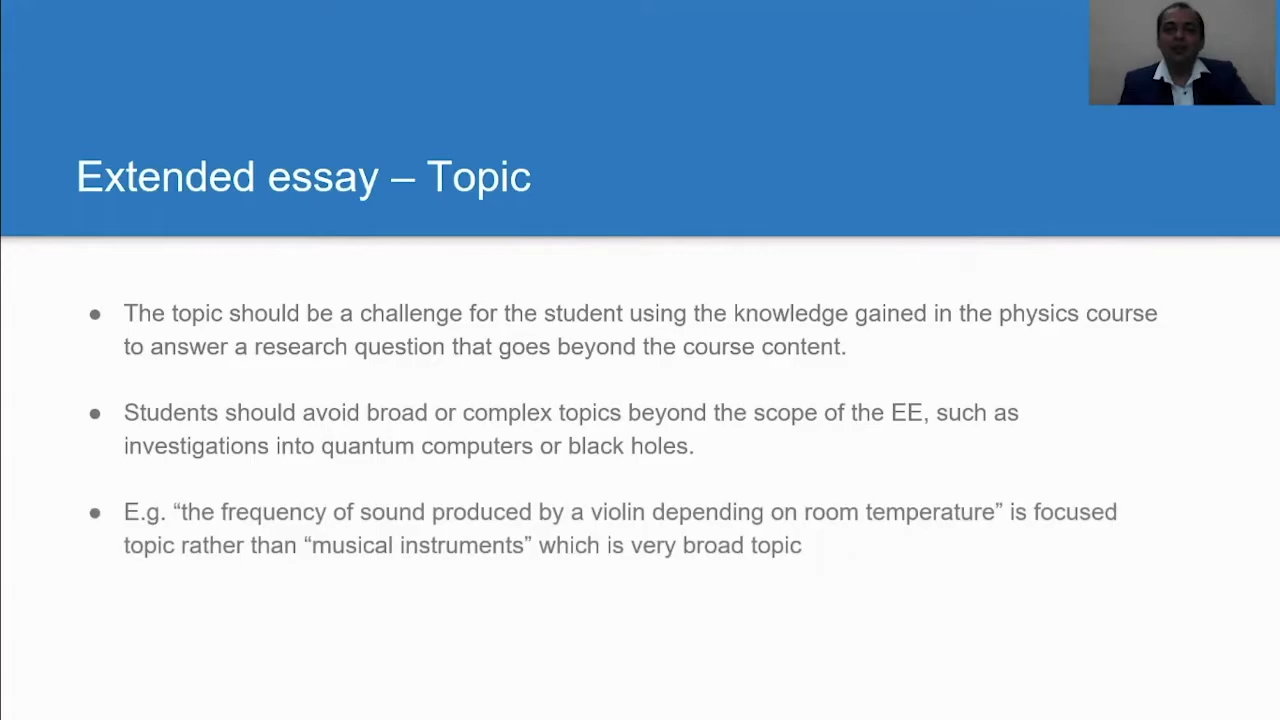 Extended essay – Topic
● The topic should be a challenge for the student using the knowledge gained in the physics course
to answer a research question that goes beyond the course content.
● Students should avoid broad or complex topics beyond the scope of the EE, such as
investigations into quantum computers or black holes.
● E.g. “the frequency of sound produced by a violin depending on room temperature” is focused
topic rather than “musical instruments” which is very broad topic